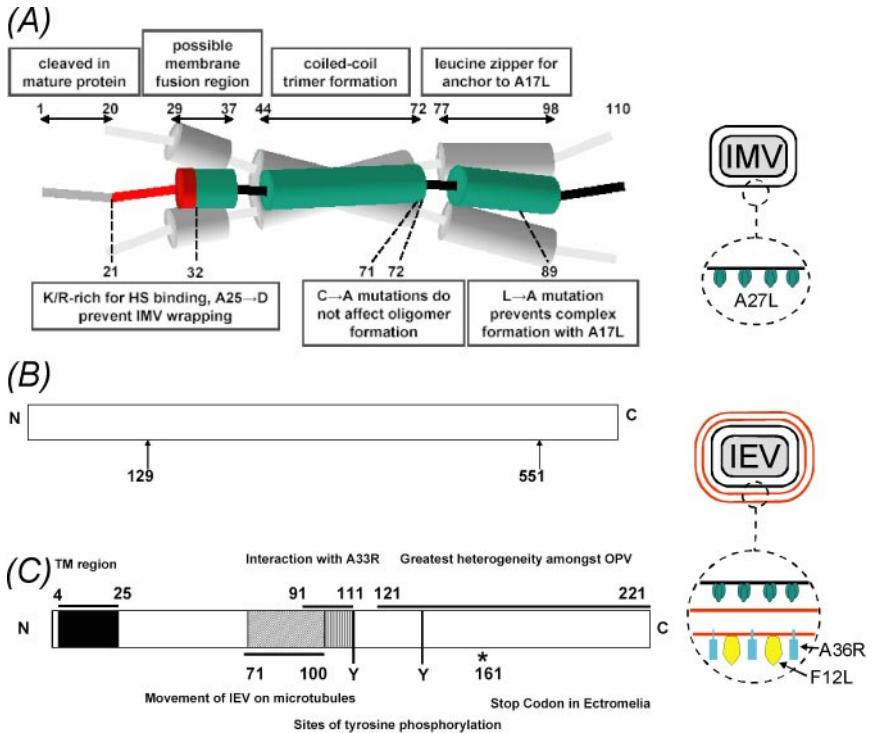 (A)
cleaved in
mature protein
possible
membrane
fusion region
coiled-coil
trimer formation
leucine zipper for
anchor to A17L
1 20 29 37 44 72 77 98 110
21 32 71 72 89
K/R-rich for HS binding, A25→D
prevent IMV wrapping
C→A mutations do
not affect oligomer
formation
L→A mutation
prevents complex
formation with A17L
IMV
A27L
(B)
N C
129 551
IEV
(C)
TM region
Interaction with A33R
Greatest heterogeneity amongst OPV
4 25 91 111 121 221
N C
71 100 Y Y *
161
Movement of IEV on microtubules
Stop Codon in Ectromelia
Sites of tyrosine phosphorylation
A36R
F12L